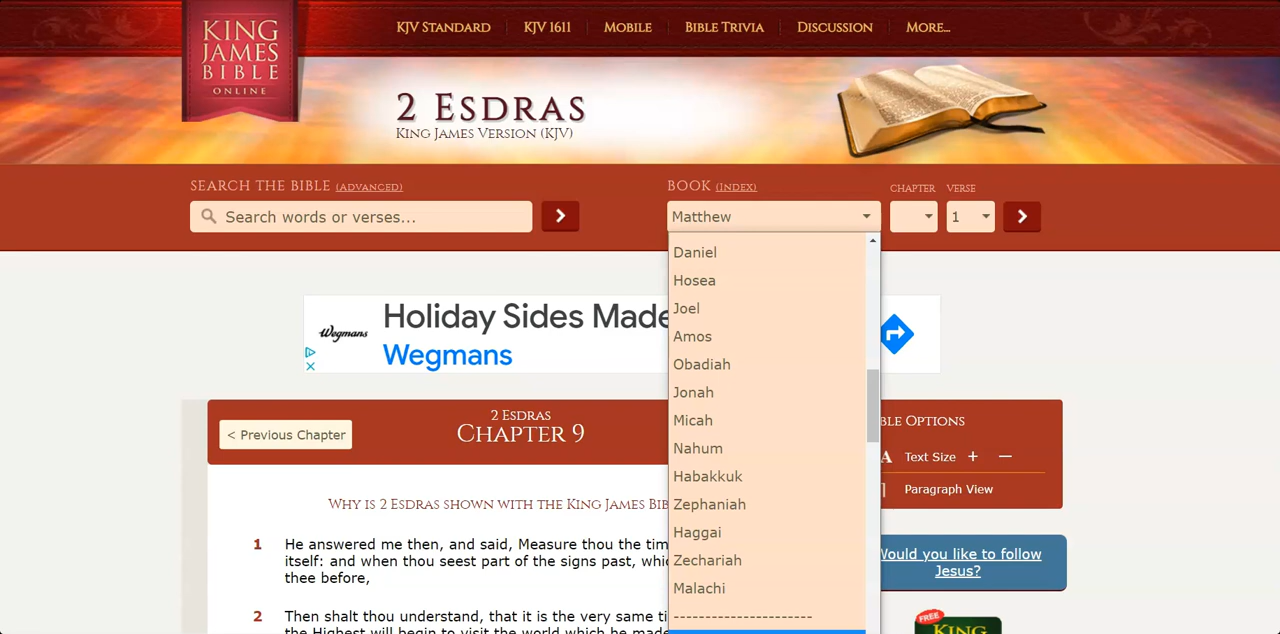 KING
JAMES
BIBLE
ONLINE
KJV STANDARD
KJV 1611
MOBILE
BIBLE TRIVIA
DISCUSSION
MORE...
2 ESDRAS
KING JAMES VERSION (KJV)
SEARCH THE BIBLE (ADVANCED)
Search words or verses...
BOOK (INDEX)
CHAPTER
VERSE
Matthew
1
Daniel
Hosea
Joel
Amos
Obadiah
Jonah
Micah
Nahum
Habakkuk
Zephaniah
Haggai
Zechariah
Malachi
----------------------
Wegmans
Holiday Sides Made
Wegmans
< Previous Chapter
2 ESDRAS
CHAPTER 9
WHY IS 2 ESDRAS SHOWN WITH THE KING JAMES BIB
1 He answered me then, and said, Measure thou the tim
itself: and when thou seest part of the signs past, whic
thee before,
2 Then shalt thou understand, that it is the very same ti
the Highest will begin to visit the world which he made
BLE OPTIONS
A Text Size + —
Paragraph View
Would you like to follow
Jesus?
FREE
KING